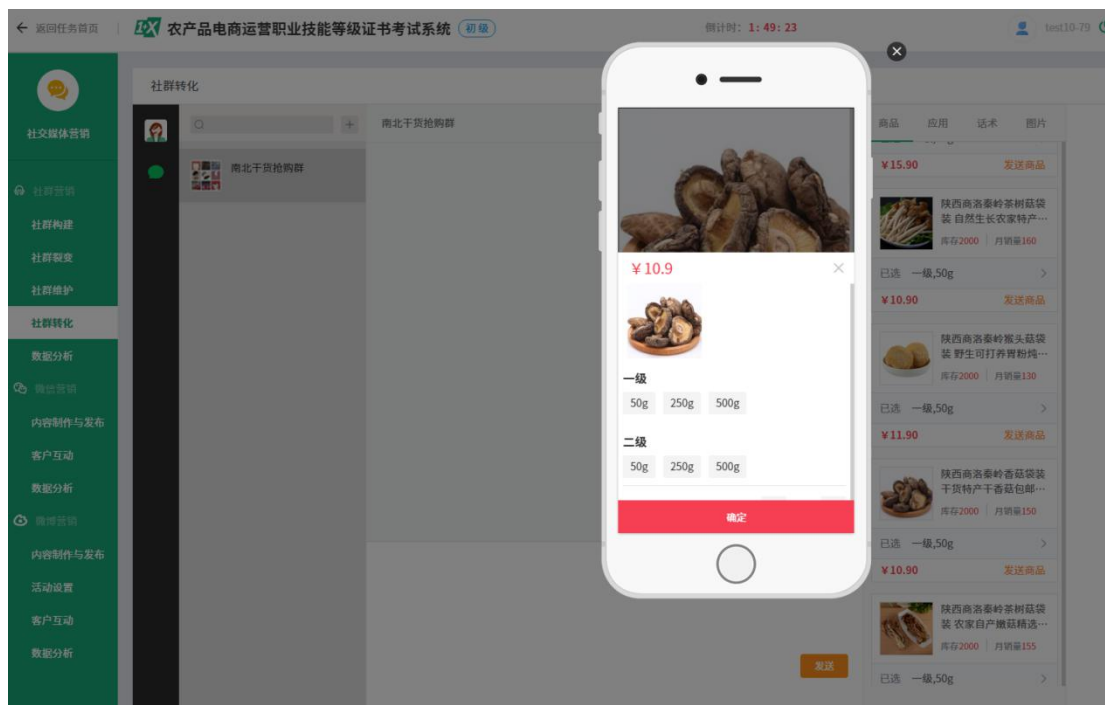 返回任务首页
1+X 农产品电商运营职业技能等级证书考试系统 初级
倒计时：1:49:23
test10-79
社交媒体营销
社群营销
社群构建
社群裂变
社群维护
社群转化
数据分析
微信营销
内容制作与发布
客户互动
数据分析
微博营销
内容制作与发布
活动设置
客户互动
数据分析
社群转化
南北干货抢购群
南北干货抢购群
发送
¥10.9
一级
50g 250g 500g
二级
50g 250g 500g
确定
商品 应用 话术 图片
¥15.90 发送商品
陕西商洛秦岭茶树菇袋
装 自然生长农家特产…
库存2000 月销量160
已选 一级,50g
¥10.90 发送商品
陕西商洛秦岭猴头菇袋
装 野生可打养胃粉炖…
库存2000 月销量130
已选 一级,50g
¥11.90 发送商品
陕西商洛秦岭香菇袋装
干货特产干香菇包邮…
库存2000 月销量150
已选 一级,50g
¥10.90 发送商品
陕西商洛秦岭茶树菇袋
装 农家自产嫩菇精选…
库存2000 月销量155
已选 一级,50g